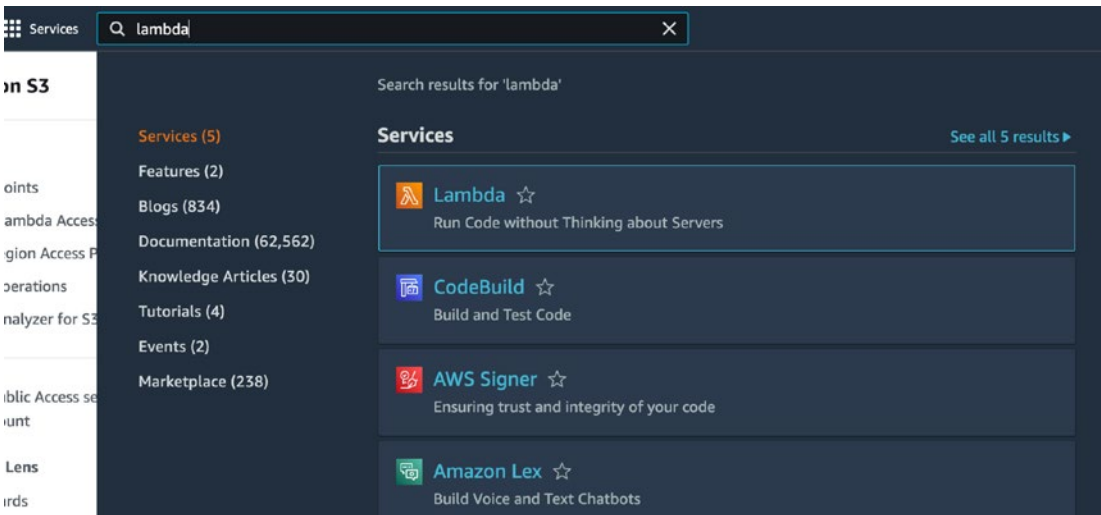 Services
lambda
on S3
Search results for 'lambda'
Services (5)
Features (2)
Blogs (834)
Documentation (62,562)
Knowledge Articles (30)
Tutorials (4)
Events (2)
Marketplace (238)
Services
See all 5 results
Lambda
Run Code without Thinking about Servers
CodeBuild
Build and Test Code
AWS Signer
Ensuring trust and integrity of your code
Amazon Lex
Build Voice and Text Chatbots
oints
ambda Acces
gion Access P
perations
nalyzer for S3
blic Access se
unt
Lens
rds